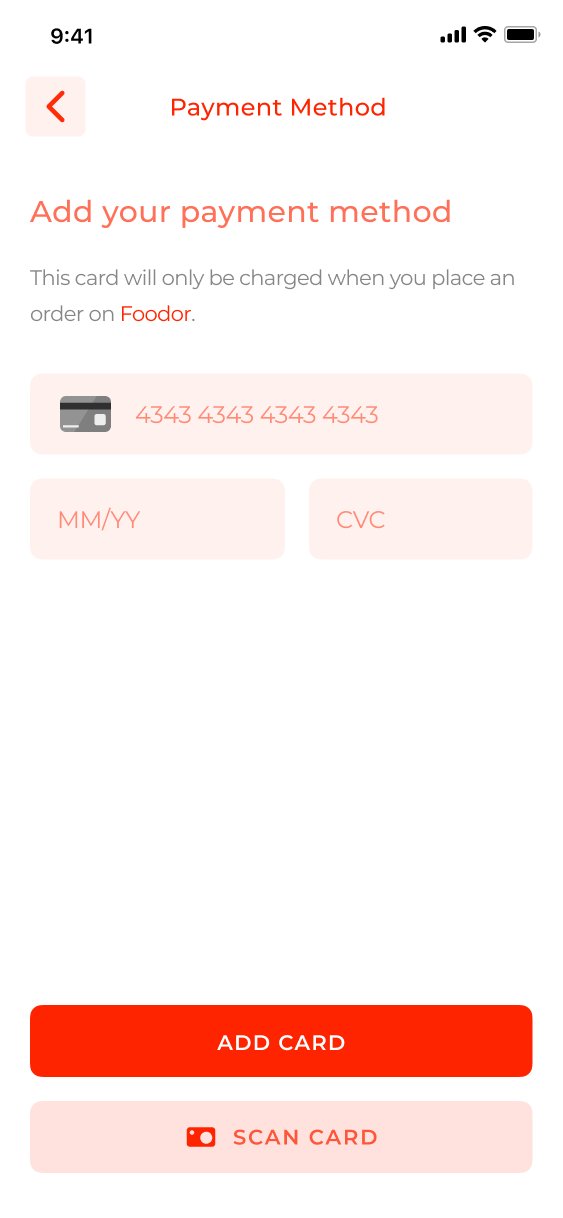 9:41
Payment Method
Add your payment method
This card will only be charged when you place an
order on Foodor.
4343 4343 4343 4343
MM/YY CVC
ADD CARD
SCAN CARD